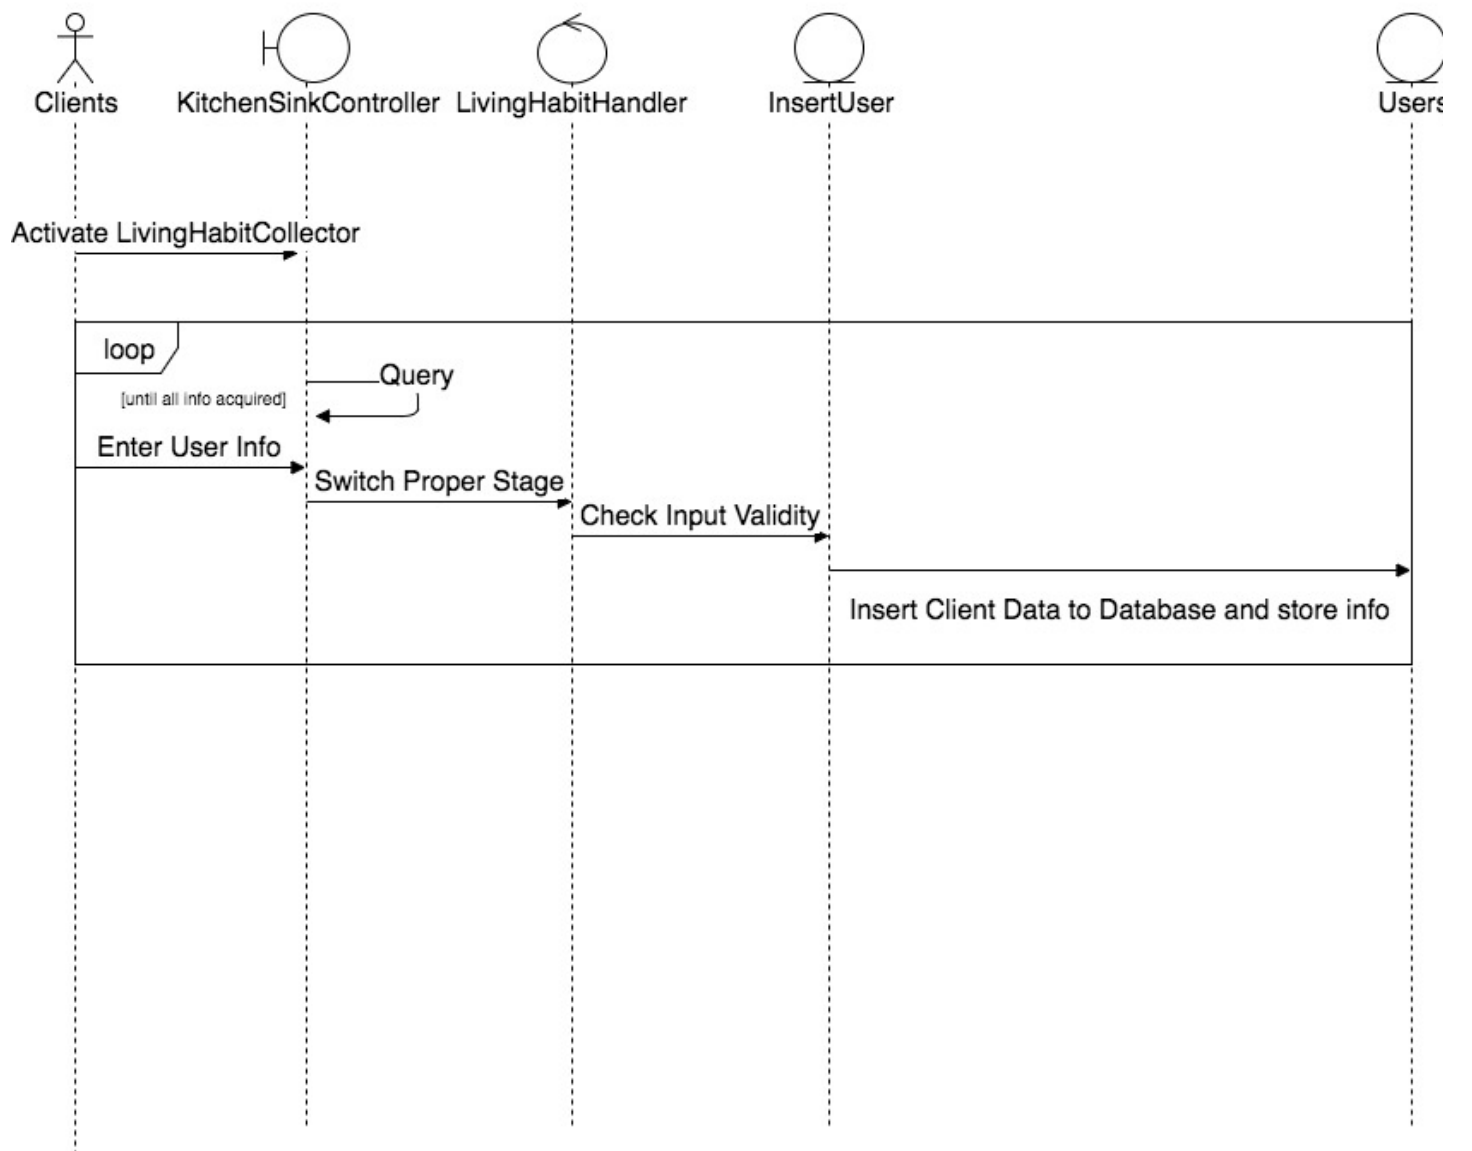 Clients
KitchenSinkController
LivingHabitHandler
InsertUser
Users
Activate LivingHabitCollector
loop
Query
[until all info acquired]
Enter User Info
Switch Proper Stage
Check Input Validity
Insert Client Data to Database and store info